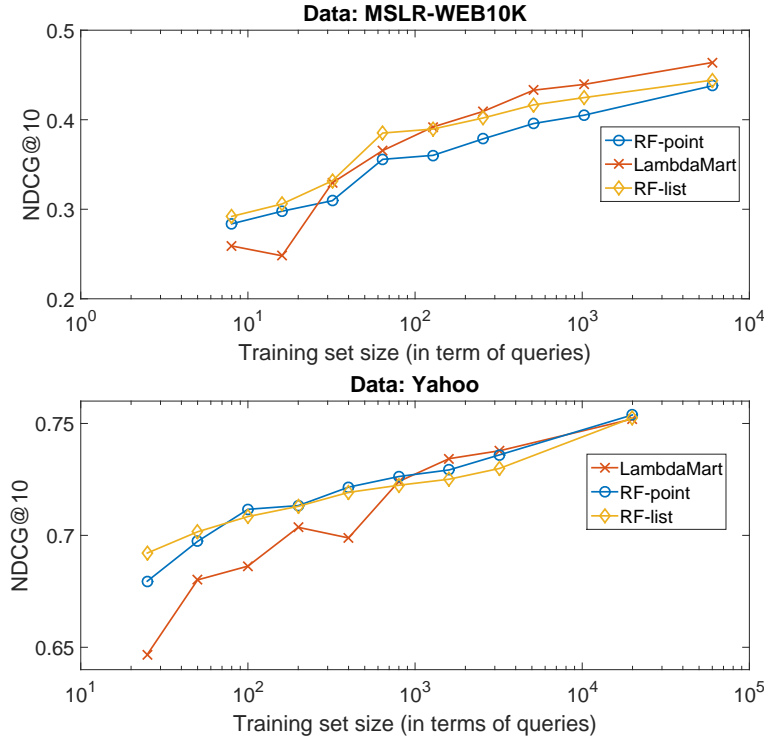 Data: MSLR-WEB10K
0.5
0.4
0.3
0.2
NDCG@10
RF-point
LambdaMart
RF-list
10^0
10^1
10^2
10^3
10^4
Training set size (in term of queries)
Data: Yahoo
0.75
0.7
0.65
NDCG@10
LambdaMart
RF-point
RF-list
10^1
10^2
10^3
10^4
10^5
Training set size (in terms of queries)